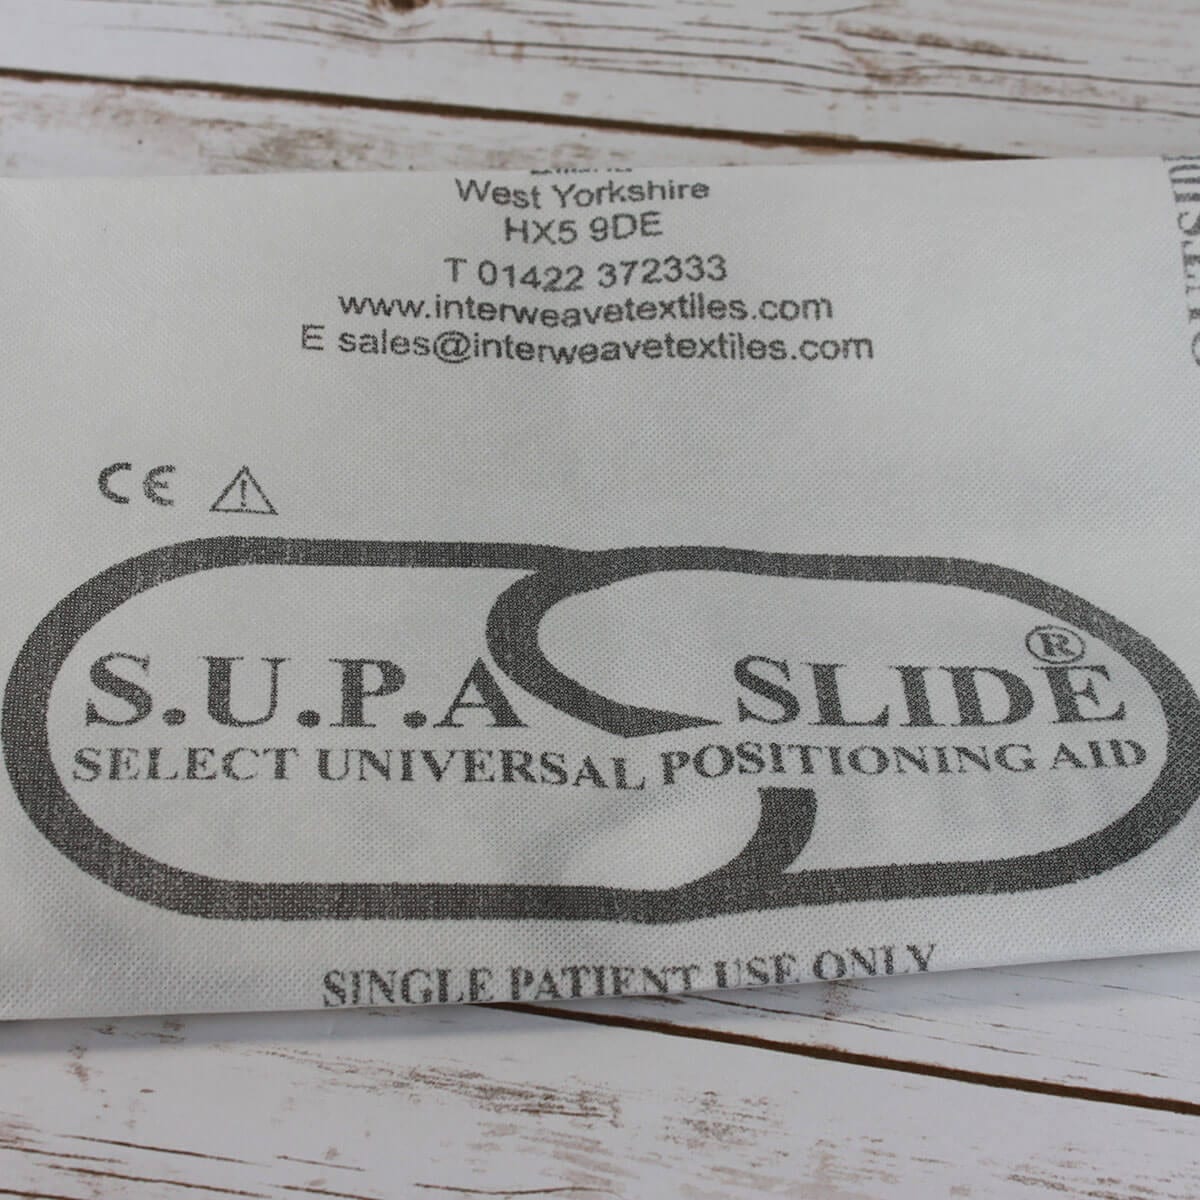 West Yorkshire
HX5 9DE
T 01422 372333
www.interweavetextiles.com
E sales@interweavetextiles.com
CE
S.U.P.A SLIDE®
SELECT UNIVERSAL POSITIONING AID
SINGLE PATIENT USE ONLY